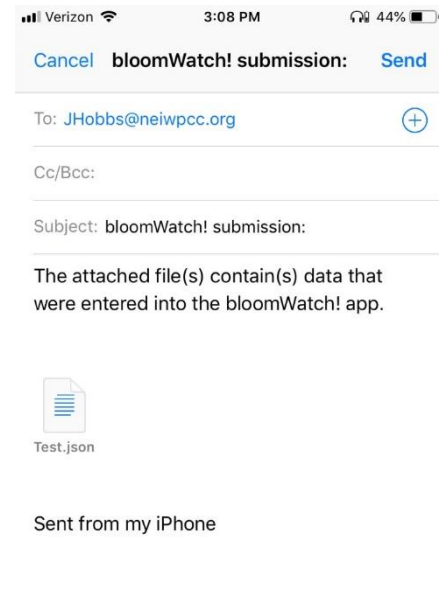 Verizon 3:08 PM 44%
Cancel bloomWatch! submission: Send
To: JHobbs@neiwpcc.org
Cc/Bcc:
Subject: bloomWatch! submission:
The attached file(s) contain(s) data that
were entered into the bloomWatch! app.
Test.json
Sent from my iPhone